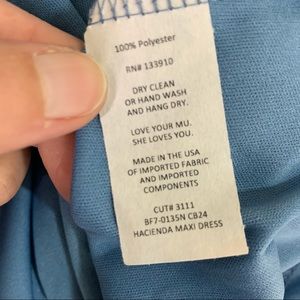 100% Polyester
RN# 133910
DRY CLEAN
OR HAND WASH
AND HANG DRY.
LOVE YOUR MU.
SHE LOVES YOU.
MADE IN THE USA
OF IMPORTED FABRIC
AND IMPORTED
COMPONENTS
CUT# 3111
BF7-0135N CB24
HACIENDA MAXI DRESS